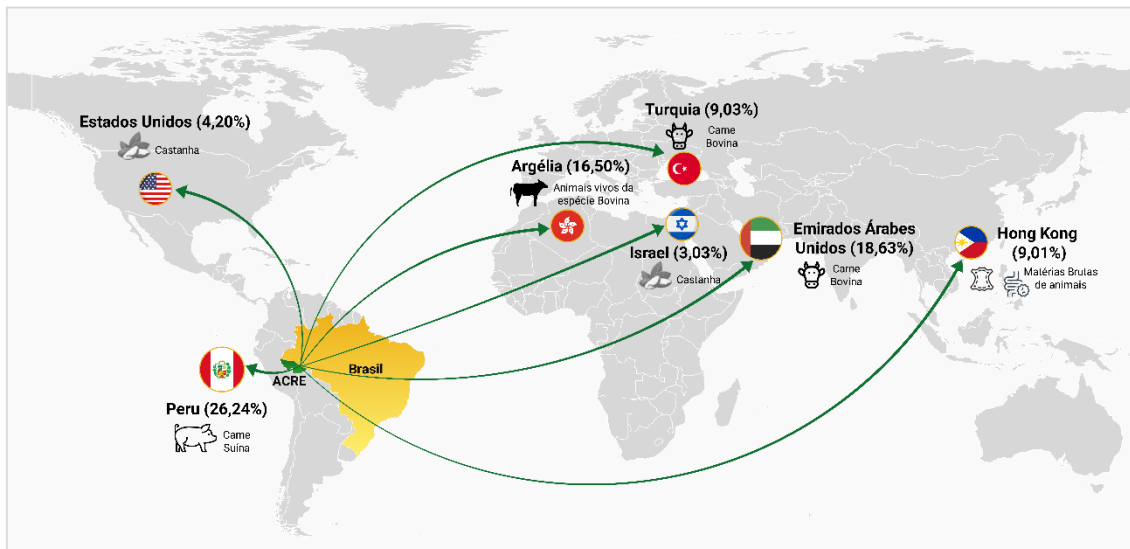 Estados Unidos (4,20%)
Castanha
Turquia (9,03%)
Carne
Bovina
Argélia (16,50%)
Animais vivos da
espécie Bovina
Israel (3,03%)
Castanha
Emirados Árabes
Unidos (18,63%)
Carne
Bovina
Hong Kong
(9,01%)
Matérias Brutas
de animais
Brasil
ACRE
Peru (26,24%)
Carne
Suína